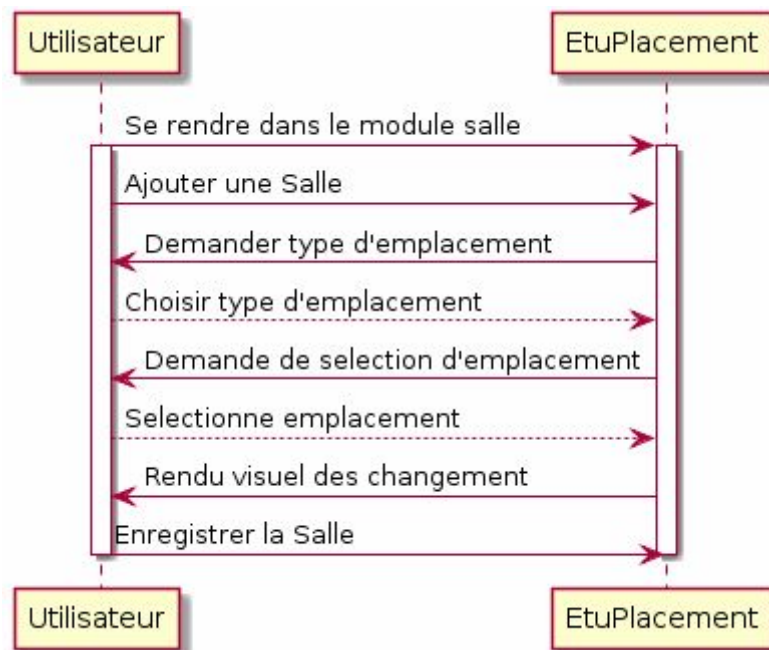 Utilisateur
EtuPlacement
Se rendre dans le module salle
Ajouter une Salle
Demander type d'emplacement
Choisir type d'emplacement
Demande de selection d'emplacement
Selectionne emplacement
Rendu visuel des changement
Enregistrer la Salle
Utilisateur
EtuPlacement